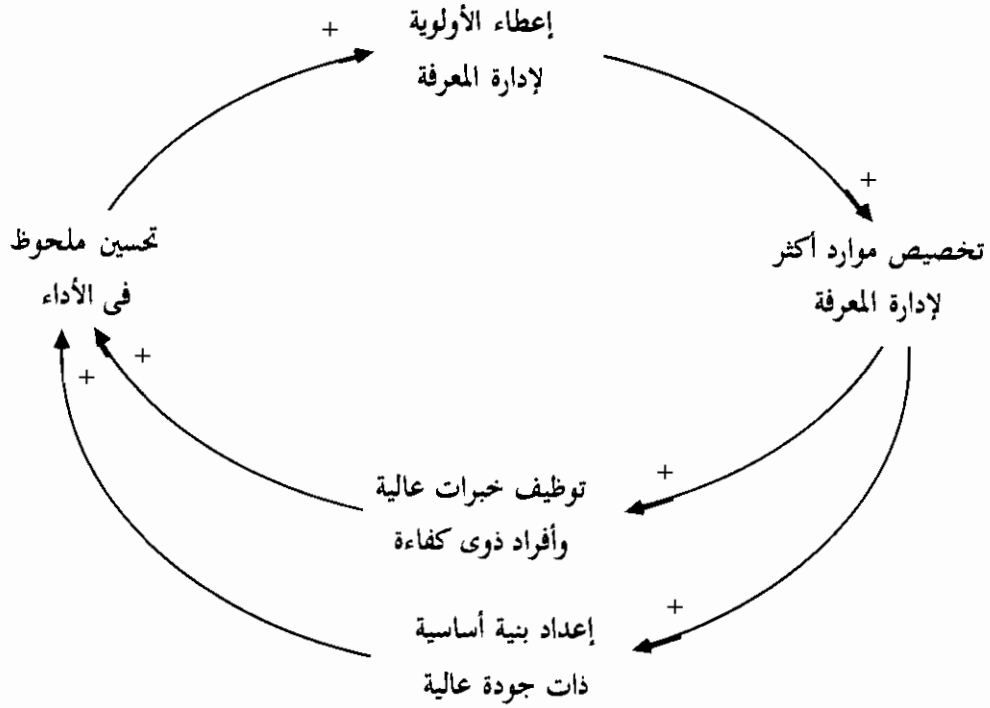 إعطاء الأولوية
لإدارة المعرفة
+
+
تخصيص موارد أكثر
لإدارة المعرفة
تحسين ملحوظ
فى الأداء
+
+
+
توظيف خبرات عالية
وأفراد ذوى كفاءة
+
إعداد بنية أساسية
ذات جودة عالية